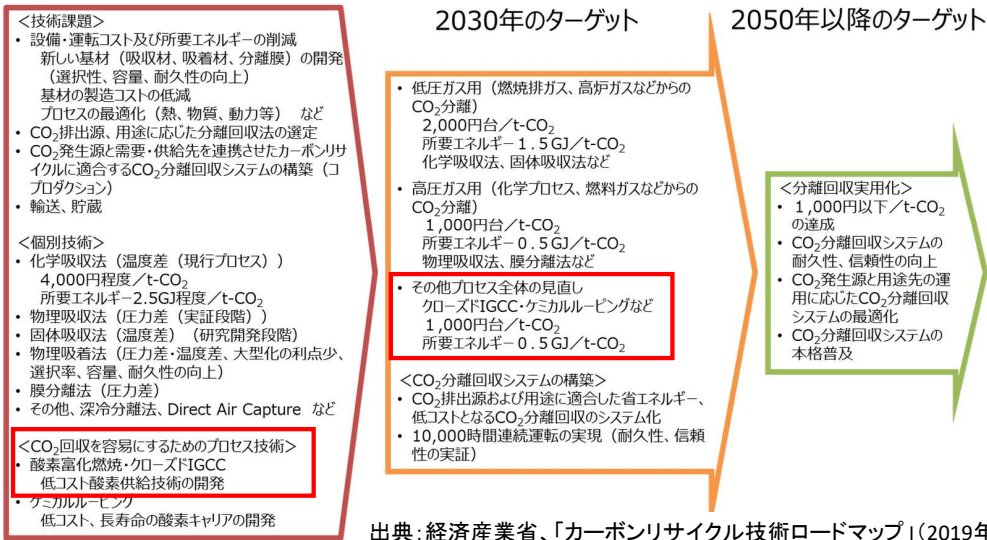 <技術課題>
・ 設備・運転コスト及び所要エネルギーの削減
新しい基材（吸収材、吸着材、分離膜）の開発
（選択性、容量、耐久性の向上）
基材の製造コストの低減
プロセスの最適化（熱、物質、動力等） など
・ CO2排出源、用途に応じた分離回収法の選定
・ CO2発生源と需要・供給先を連携させたカーボンリサ
イクルに適合するCO2分離回収システムの構築（コ
プロダクション）
・ 輸送、貯蔵
<個別技術>
・ 化学吸収法（温度差（現行プロセス））
4,000円程度／t-CO2
所要エネルギー2.5GJ程度／t-CO2
・ 物理吸収法（圧力差（実証段階））
・ 固体吸収法（温度差）（研究開発段階）
・ 物理吸着法（圧力差・温度差、大型化の利点少、
選択率、容量、耐久性の向上）
・ 膜分離法（圧力差）
・ その他、深冷分離法、Direct Air Capture など
<CO2回収を容易にするためのプロセス技術>
・ 酸素富化燃焼・クローズドIGCC
低コスト酸素供給技術の開発
・ ケミカルルーピング
低コスト、長寿命の酸素キャリアの開発
2030年のターゲット
・ 低圧ガス用（燃焼排ガス、高炉ガスなどからの
CO2分離）
2,000円台／t-CO2
所要エネルギー１.５GJ／t-CO2
化学吸収法、固体吸収法など
・ 高圧ガス用（化学プロセス、燃料ガスなどからの
CO2分離）
１,000円台／t-CO2
所要エネルギー０.５GJ／t-CO2
物理吸収法、膜分離法など
・ その他プロセス全体の見直し
クローズドIGCC・ケミカルルーピングなど
１,000円台／t-CO2
所要エネルギー０.５GJ／t-CO2
<CO2分離回収システムの構築>
・ CO2排出源および用途に適合した省エネルギー、
低コストとなるCO2分離回収のシステム化
・ 10,000時間連続運転の実現（耐久性、信頼
性の実証）
2050年以降のターゲット
<分離回収実用化>
・ １,000円以下／t-CO2
の達成
・ CO2分離回収システムの
耐久性、信頼性の向上
・ CO2発生源と用途先の運
用に応じたCO2分離回収
システムの最適化
・ CO2分離回収システムの
本格普及
出典：経済産業省、「カーボンリサイクル技術ロードマップ」（2019年